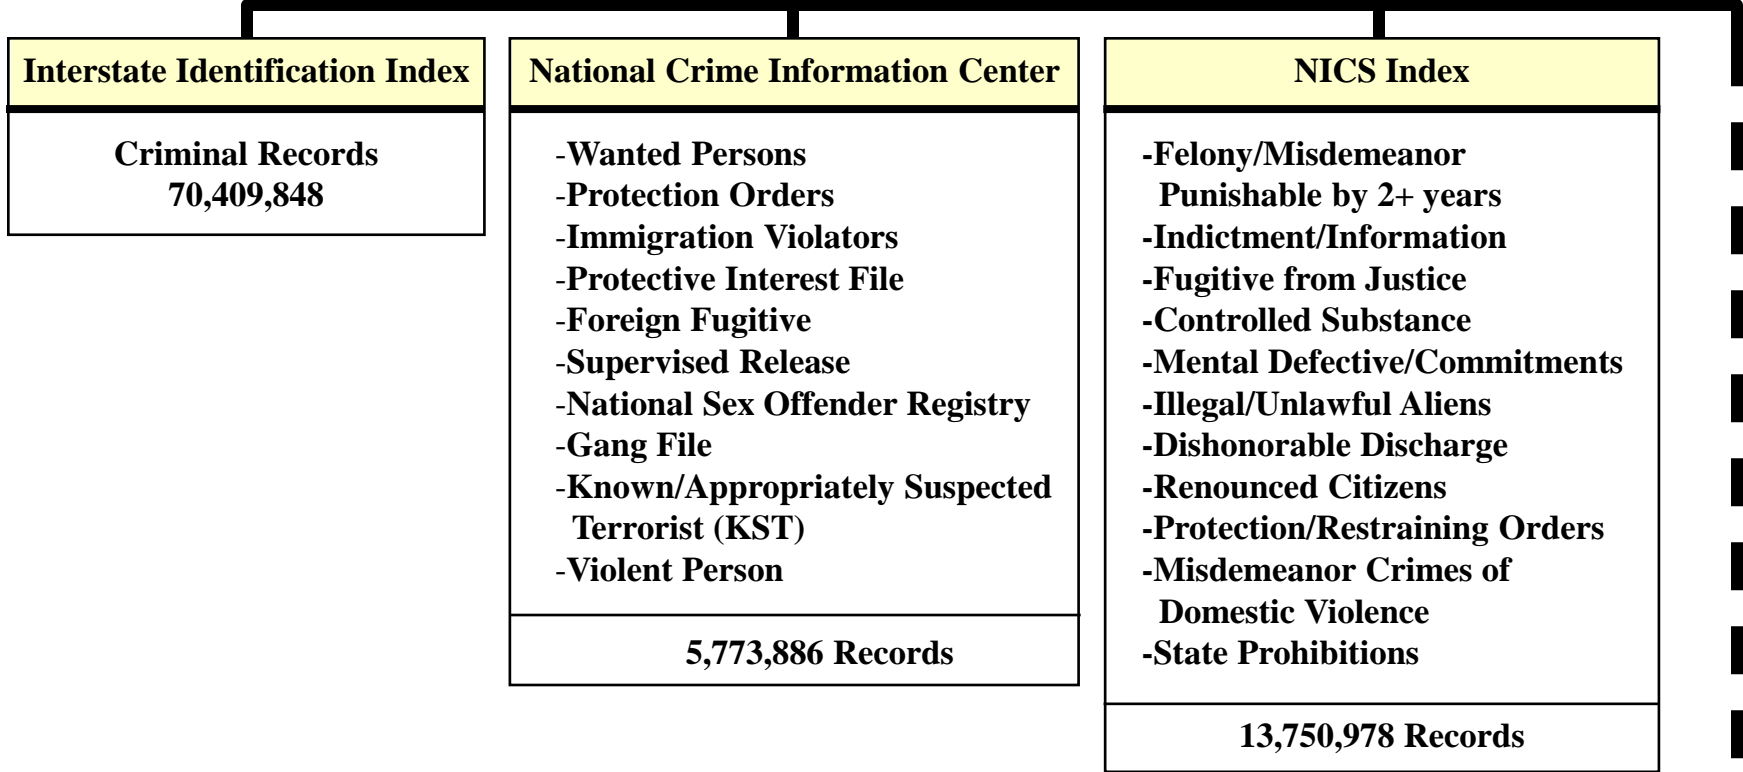 Interstate Identification Index
Criminal Records
70,409,848
National Crime Information Center
-Wanted Persons
-Protection Orders
-Immigration Violators
-Protective Interest File
-Foreign Fugitive
-Supervised Release
-National Sex Offender Registry
-Gang File
-Known/Appropriately Suspected
Terrorist (KST)
-Violent Person
5,773,886 Records
NICS Index
-Felony/Misdemeanor
Punishable by 2+ years
-Indictment/Information
-Fugitive from Justice
-Controlled Substance
-Mental Defective/Commitments
-Illegal/Unlawful Aliens
-Dishonorable Discharge
-Renounced Citizens
-Protection/Restraining Orders
-Misdemeanor Crimes of
Domestic Violence
-State Prohibitions
13,750,978 Records